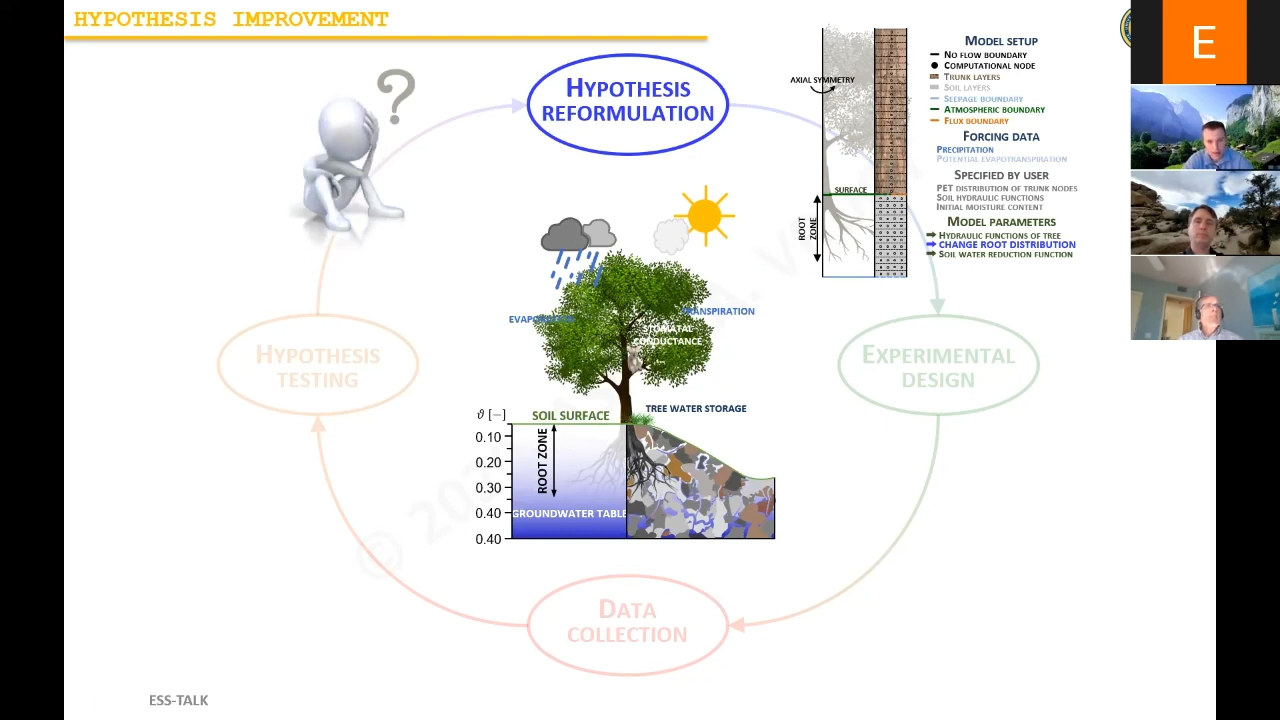 HYPOTHESIS IMPROVEMENT
?
HYPOTHESIS
REFORMULATION
AXIAL SYMMETRY
SURFACE
ROOT
ZONE
MODEL SETUP
NO FLOW BOUNDARY
COMPUTATIONAL NODE
TRUNK LAYERS
SOIL LAYERS
SEEPAGE BOUNDARY
ATMOSPHERIC BOUNDARY
FLUX BOUNDARY
FORCING DATA
PRECIPITATION
POTENTIAL EVAPOTRANSPIRATION
SPECIFIED BY USER
PET DISTRIBUTION OF TRUNK NODES
SOIL HYDRAULIC FUNCTIONS
INITIAL MOISTURE CONTENT
MODEL PARAMETERS
HYDRAULIC FUNCTIONS OF TREE
CHANGE ROOT DISTRIBUTION
SOIL WATER REDUCTION FUNCTION
E
TRANSPIRATION
STOMATAL
CONDUCTANCE
HYPOTHESIS
TESTING
EXPERIMENTAL
DESIGN
TREE WATER STORAGE
ϑ [−]
SOIL SURFACE
0.10
0.20
0.30
0.40
0.40
ROOT ZONE
GROUNDWATER TABLE
DATA
COLLECTION
ESS-TALK